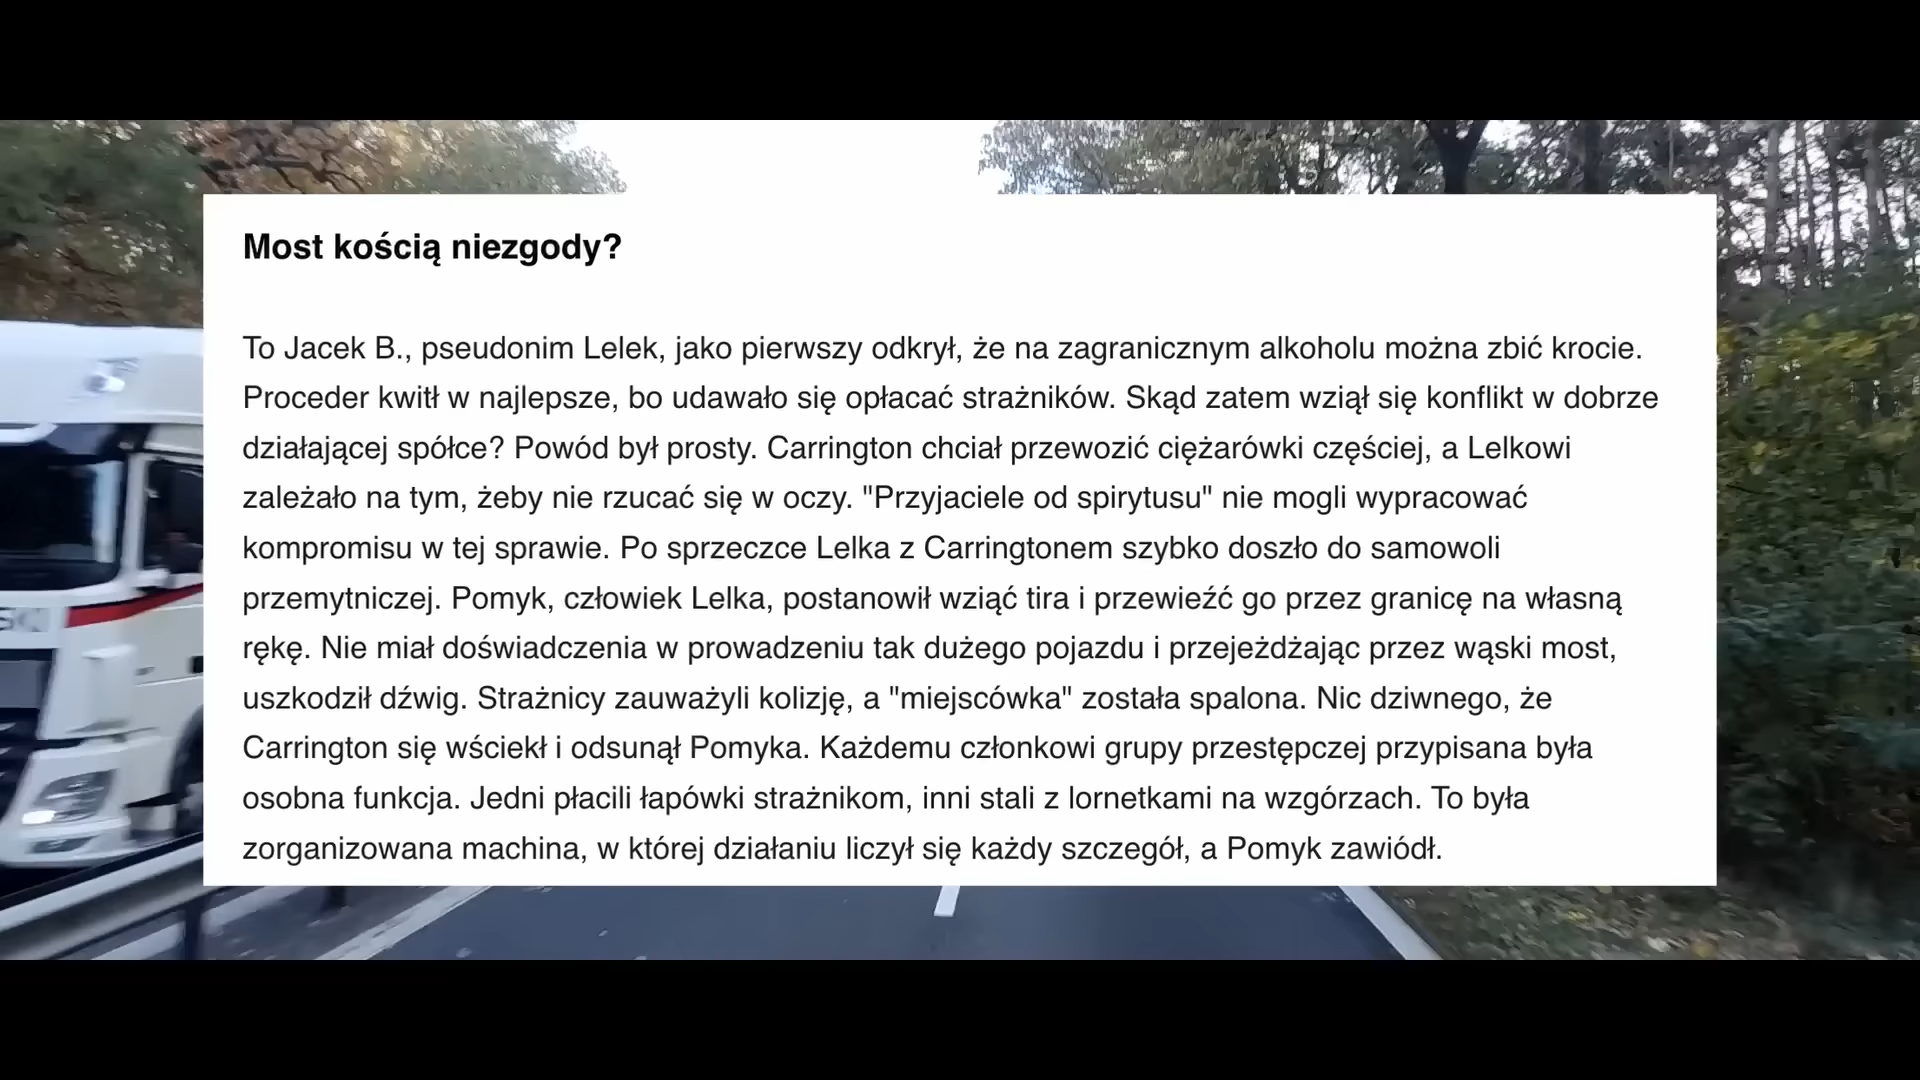 Most kością niezgody?
To Jacek B., pseudonim Lelek, jako pierwszy odkrył, że na zagranicznym alkoholu można zbić krocie.
Proceder kwitł w najlepsze, bo udawało się opłacać strażników. Skąd zatem wziął się konflikt w dobrze
działającej spółce? Powód był prosty. Carrington chciał przewozić ciężarówki częściej, a Lelkowi
zależało na tym, żeby nie rzucać się w oczy. "Przyjaciele od spirytusu" nie mogli wypracować
kompromisu w tej sprawie. Po sprzeczce Lelka z Carringtonem szybko doszło do samowoli
przemytniczej. Pomyk, człowiek Lelka, postanowił wziąć tira i przewieźć go przez granicę na własną
rękę. Nie miał doświadczenia w prowadzeniu tak dużego pojazdu i przejeżdżając przez wąski most,
uszkodził dźwig. Strażnicy zauważyli kolizję, a "miejscówka" została spalona. Nic dziwnego, że
Carrington się wściekł i odsunął Pomyka. Każdemu członkowi grupy przestępczej przypisana była
osobna funkcja. Jedni płacili łapówki strażnikom, inni stali z lornetkami na wzgórzach. To była
zorganizowana machina, w której działaniu liczył się każdy szczegół, a Pomyk zawiódł.